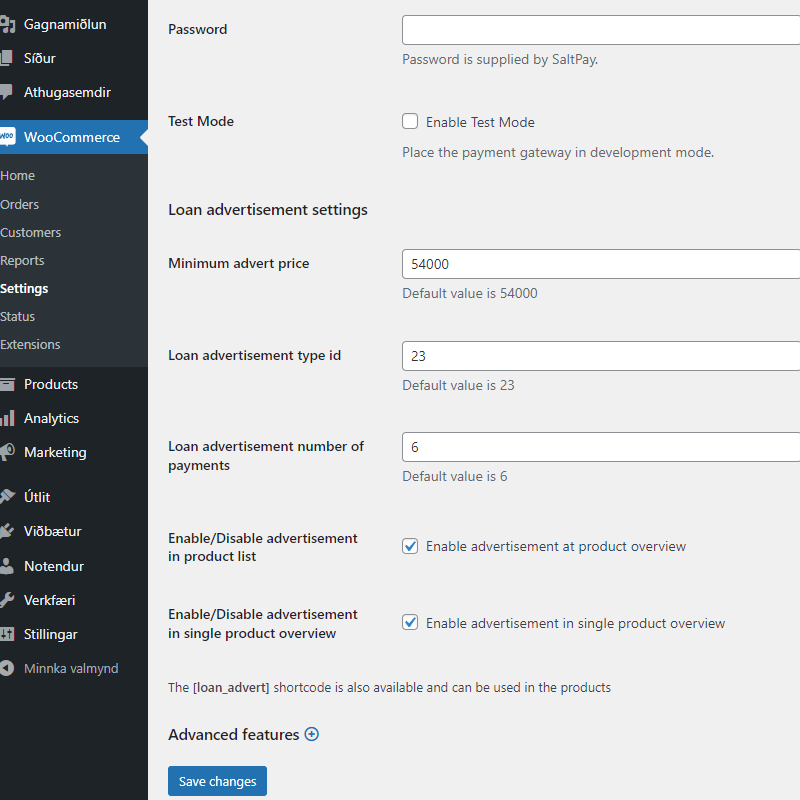 Gagnamiðlun
Síður
Athugasemdir
WOO
WooCommerce
Home
Orders
Customers
Reports
Settings
Status
Extensions
Products
Analytics
Marketing
Útlit
Viðbætur
Notendur
Verkfæri
Stillingar
Minnka valmynd
Password
Password is supplied by SaltPay.
Test Mode
Enable Test Mode
Place the payment gateway in development mode.
Loan advertisement settings
Minimum advert price
54000
Default value is 54000
Loan advertisement type id
23
Default value is 23
Loan advertisement number of
payments
6
Default value is 6
Enable/Disable advertisement
in product list
Enable advertisement at product overview
Enable/Disable advertisement
in single product overview
Enable advertisement in single product overview
The [loan_advert] shortcode is also available and can be used in the products
Advanced features
Save changes